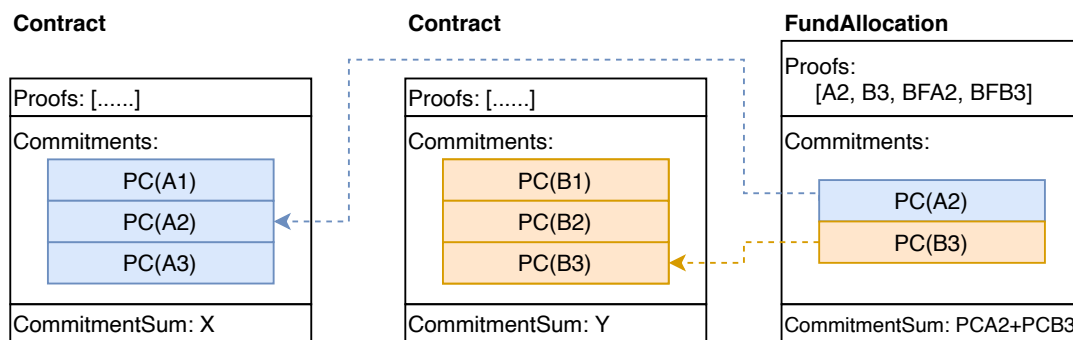 Contract
Proofs: [......]
Commitments:
PC(A1)
PC(A2)
PC(A3)
CommitmentSum: X
Contract
Proofs: [......]
Commitments:
PC(B1)
PC(B2)
PC(B3)
CommitmentSum: Y
FundAllocation
Proofs:
[A2, B3, BFA2, BFB3]
Commitments:
PC(A2)
PC(B3)
CommitmentSum: PCA2+PCB3